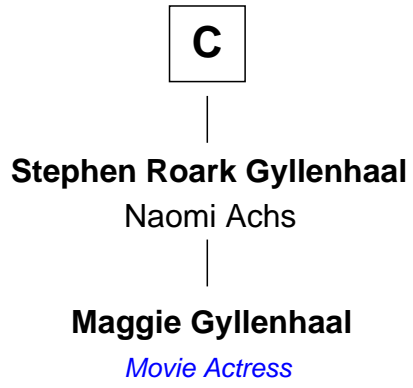 C
Stephen Roark Gyllenhaal
Naomi Achs
Maggie Gyllenhaal
Movie Actress